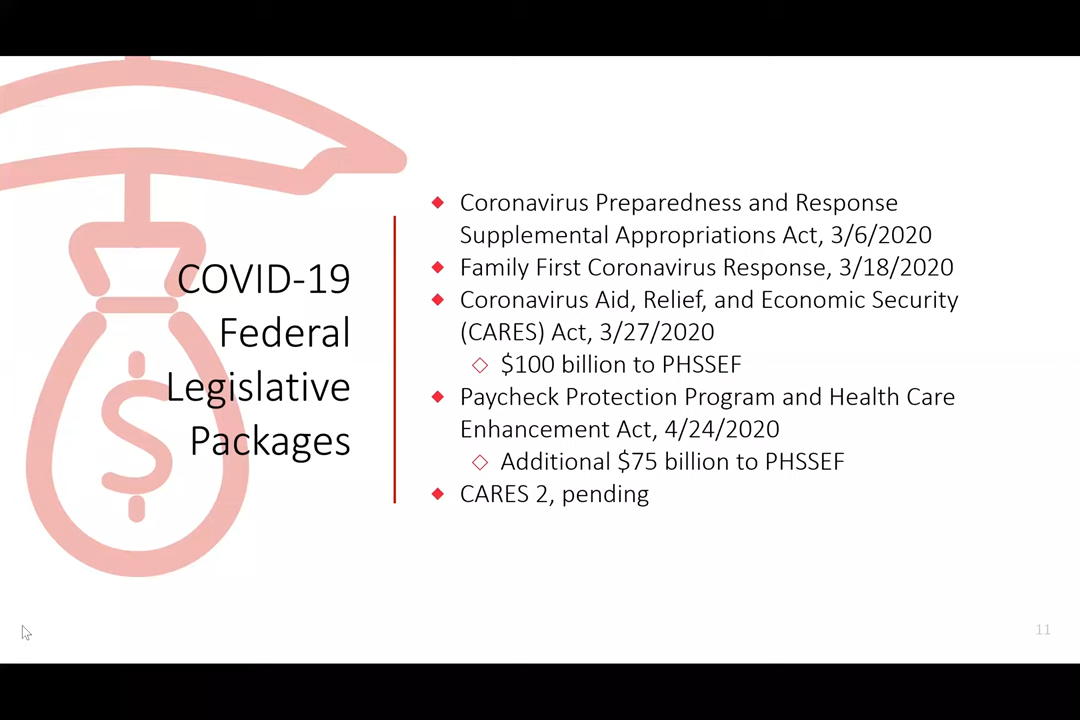 COVID-19
Federal
Legislative
Packages
Coronavirus Preparedness and Response
Supplemental Appropriations Act, 3/6/2020
Family First Coronavirus Response, 3/18/2020
Coronavirus Aid, Relief, and Economic Security
(CARES) Act, 3/27/2020
$100 billion to PHSSEF
Paycheck Protection Program and Health Care
Enhancement Act, 4/24/2020
Additional $75 billion to PHSSEF
CARES 2, pending
11